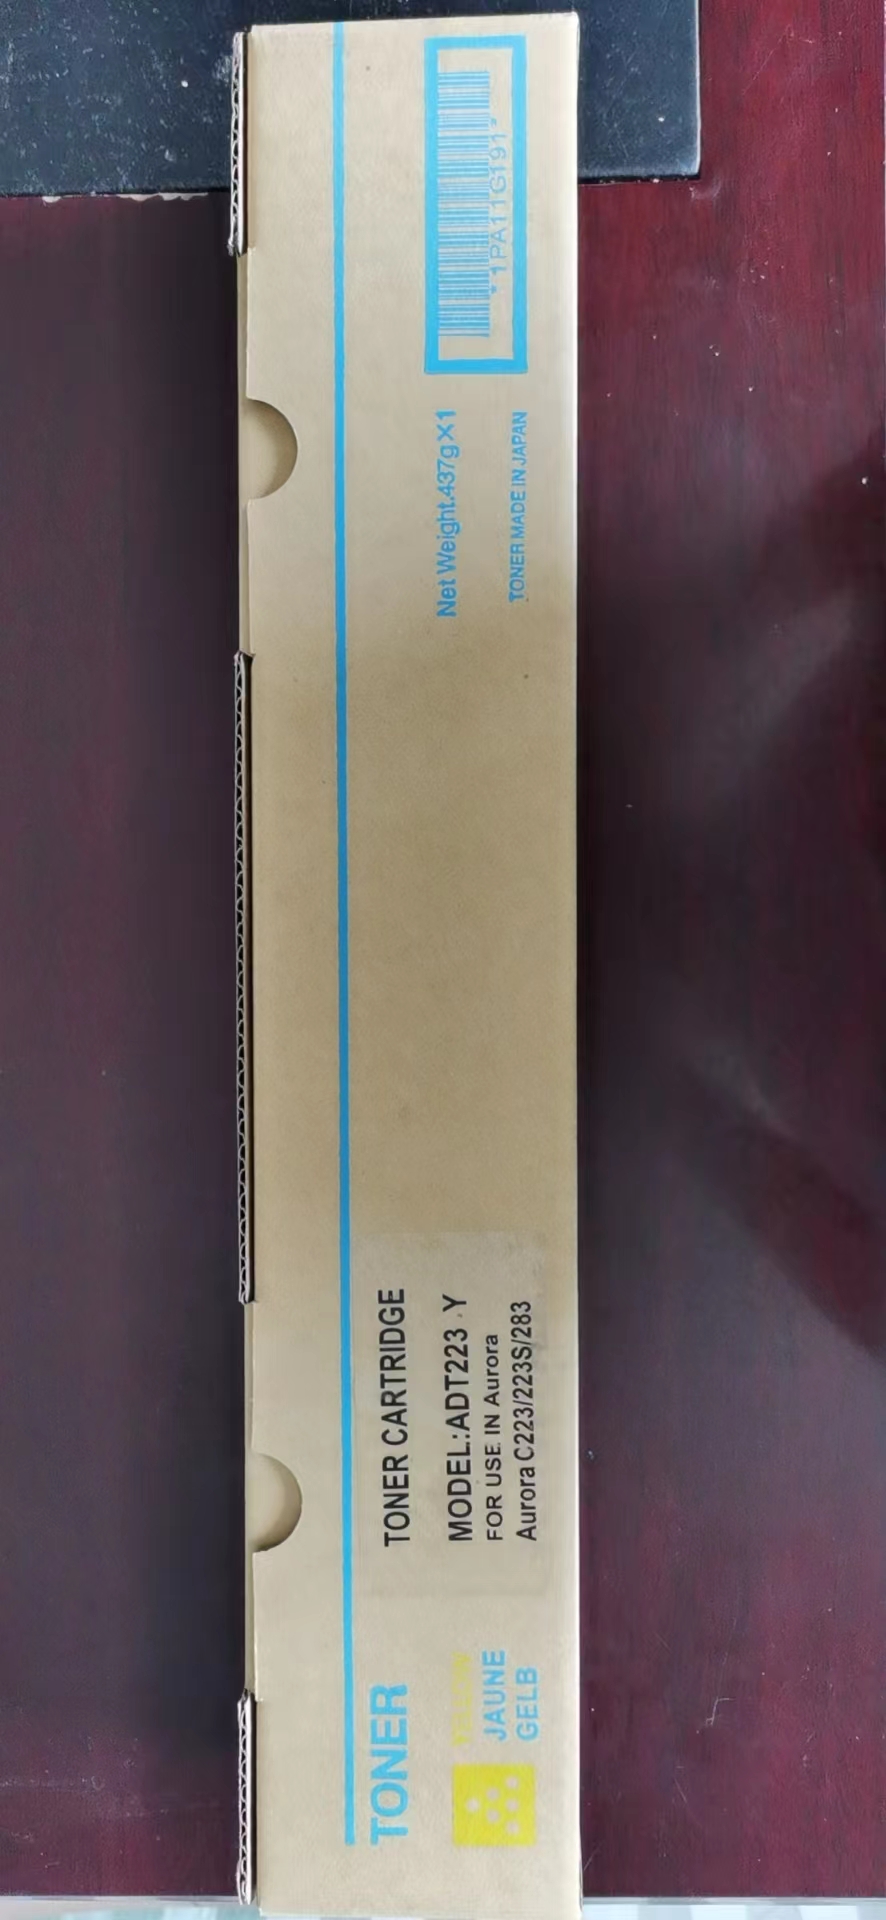 TONER
YELLOW
JAUNE
GELB
TONER CARTRIDGE
MODEL:ADT223 Y
FOR USE IN Aurora
Aurora C223/223S/283
Net Weight.437g×1
TONER MADE IN JAPAN
*1PA11G191*